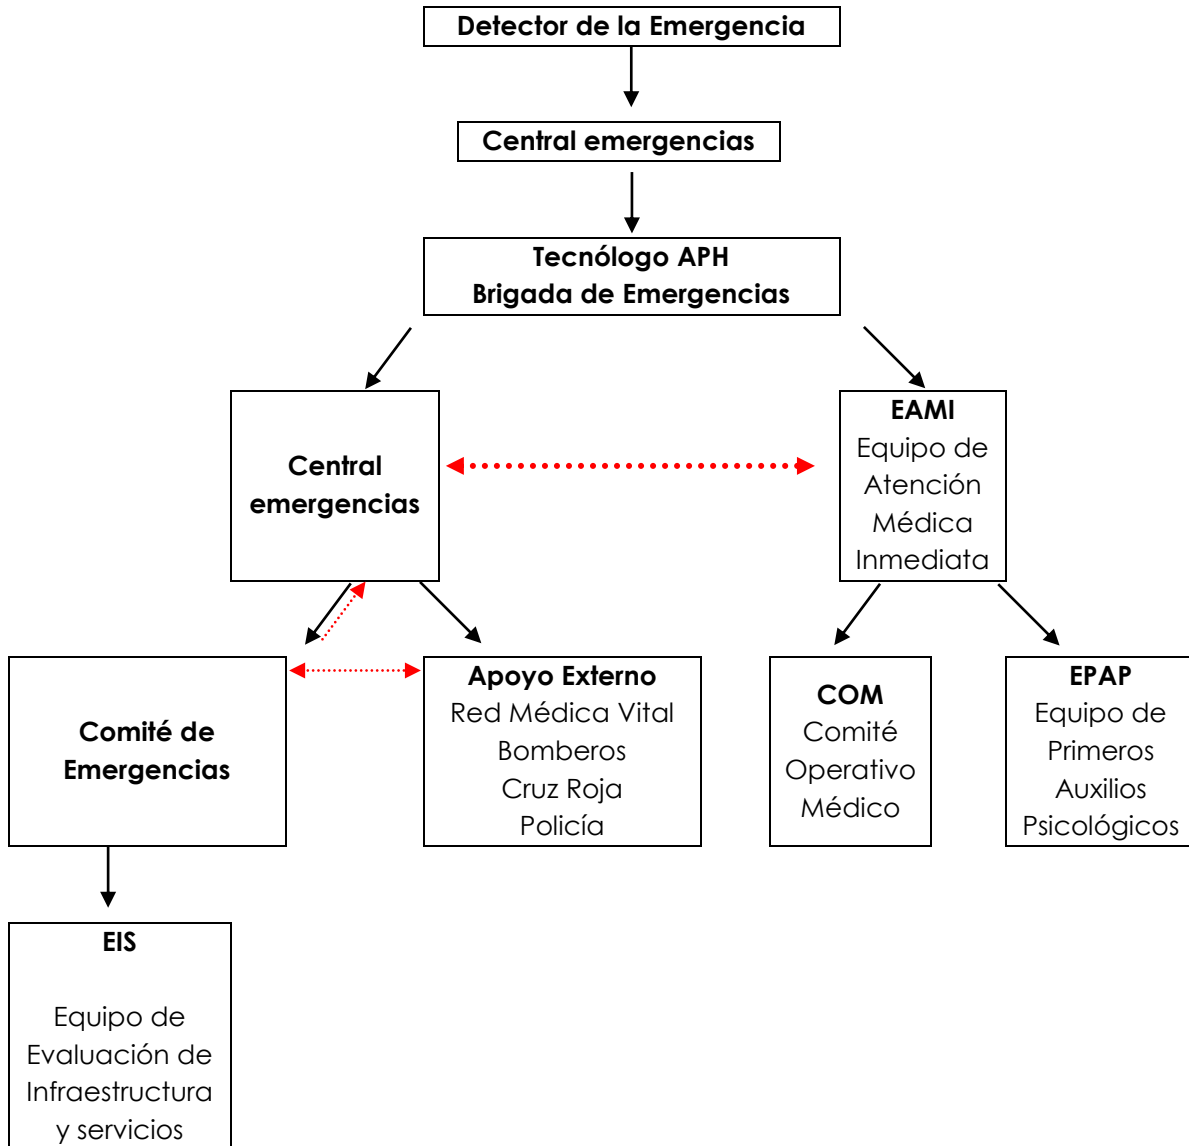 Detector de la Emergencia
Central emergencias
Tecnólogo APH
Brigada de Emergencias
Central
emergencias
EAMI
Equipo de
Atención
Médica
Inmediata
Comité de
Emergencias
Apoyo Externo
Red Médica Vital
Bomberos
Cruz Roja
Policía
COM
Comité
Operativo
Médico
EPAP
Equipo de
Primeros
Auxilios
Psicológicos
EIS
Equipo de
Evaluación de
Infraestructura
y servicios